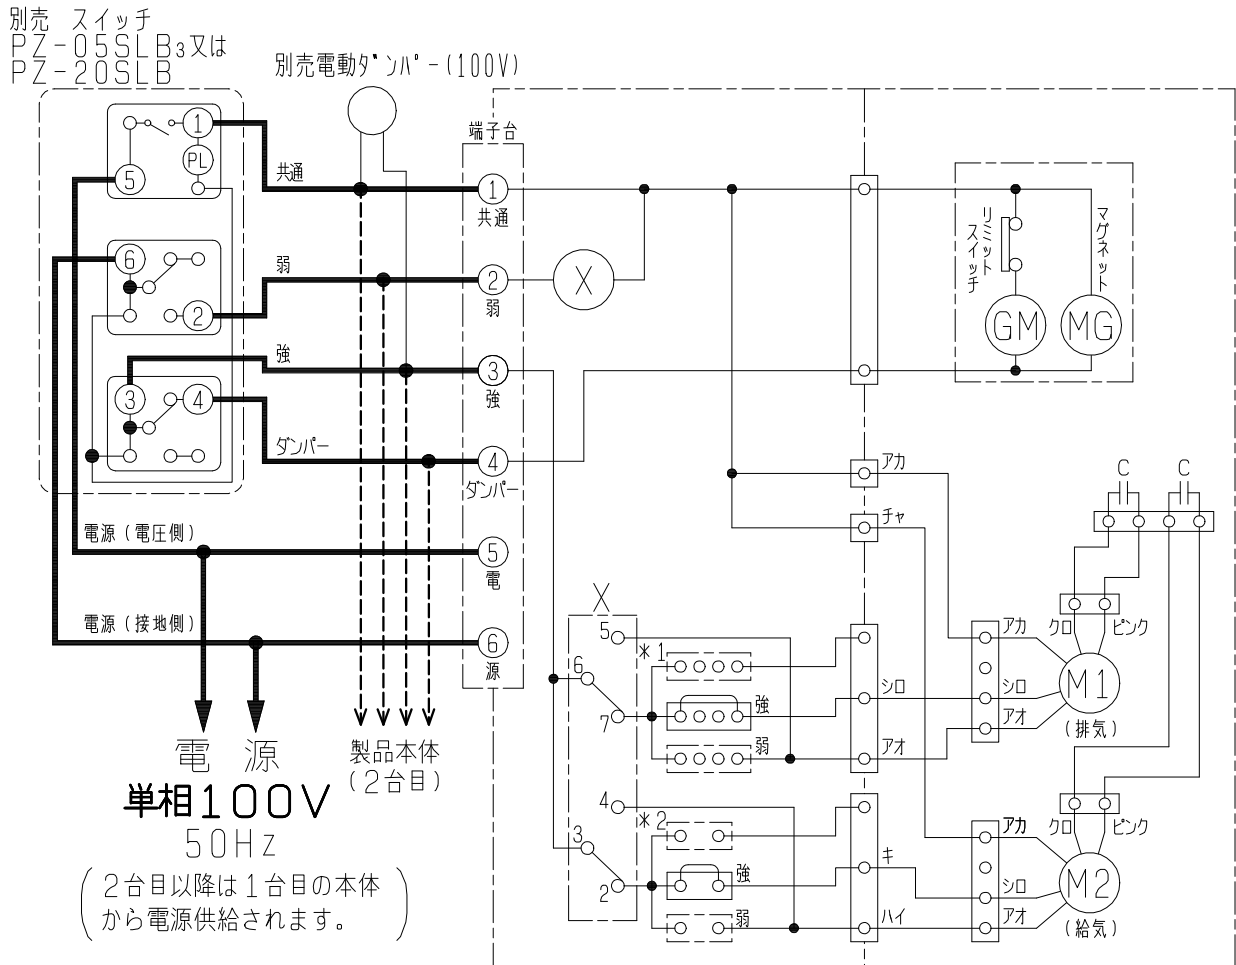 別売 スイッチ
PZ-05SLB3又は
PZ-20SLB
別売電動ダンパー(100V)
端子台
1
PL
5
共通
1
共通
6
2
弱
2
弱
X
リミット
スイッチ
マグネット
GM
MG
3
4
強
3
強
ダンパー
4
ダンパー
アカ
チャ
C
C
電源(電圧側)
5
電
電源(接地側)
6
源
X
5
6
7
*1
強
弱
シロ
アオ
アカ
シロ
アオ
クロ
ピンク
M1
(排気)
4
3
2
*2
強
弱
キ
ハイ
アカ
シロ
アオ
クロ
ピンク
M2
(給気)
電 源
単相100V
50Hz
製品本体
(2台目)
(2台目以降は1台目の本体
から電源供給されます。)